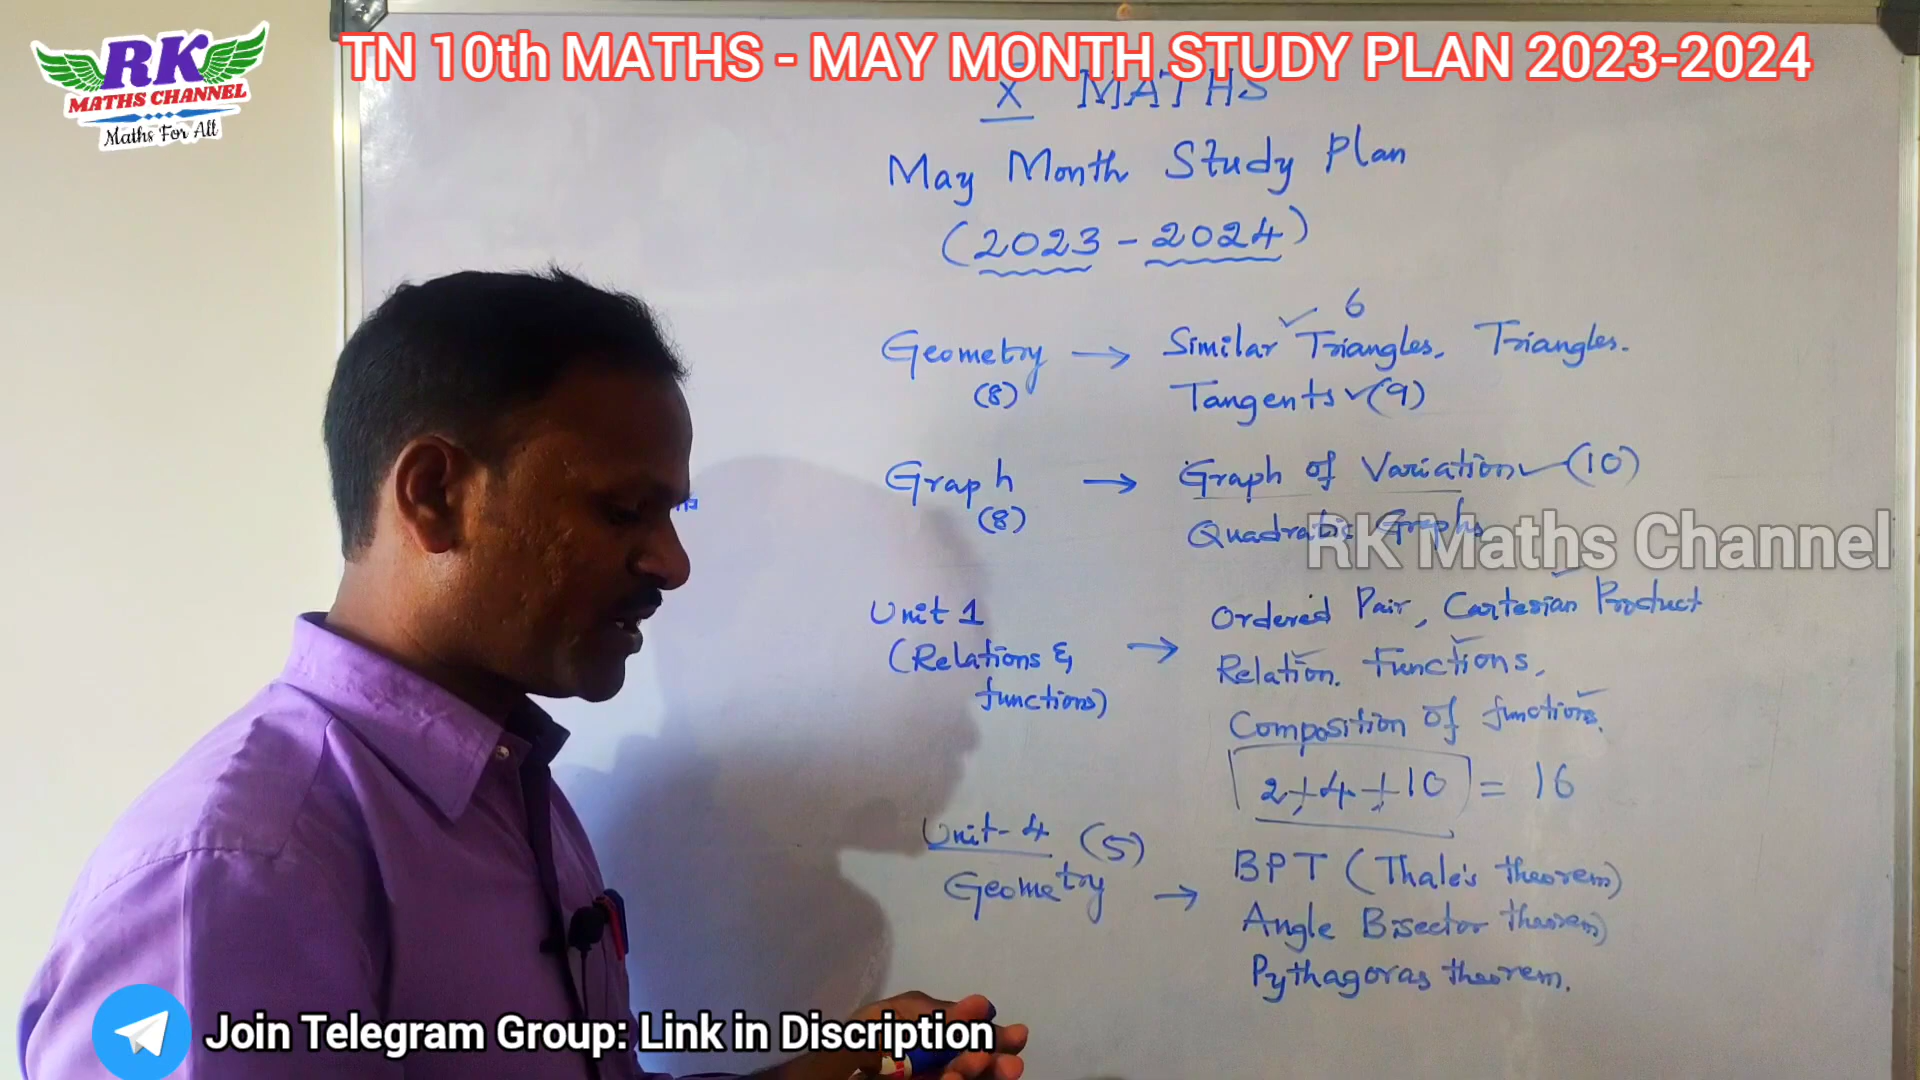 RK
MATHS CHANNEL
Maths For All
TN 10th MATHS - MAY MONTH STUDY PLAN 2023-2024
X MATHS
May Month Study Plan
(2023 - 2024)
6
Geometry → Similar Triangles, Triangles.
(8) Tangents ✓(9)
Graph → Graph of Variation ✓ (10)
(8) Quadratic Graphs
RK Maths Channel
Unit 1 Ordered Pair, Cartesian Product
(Relations & → Relation. Functions,
functions) Composition of functions.
2+4+10 = 16
Unit-4 (5) BPT (Thale's theorem)
Geometry → Angle Bisector theorem)
Pythagoras theorem.
Join Telegram Group: Link in Discription